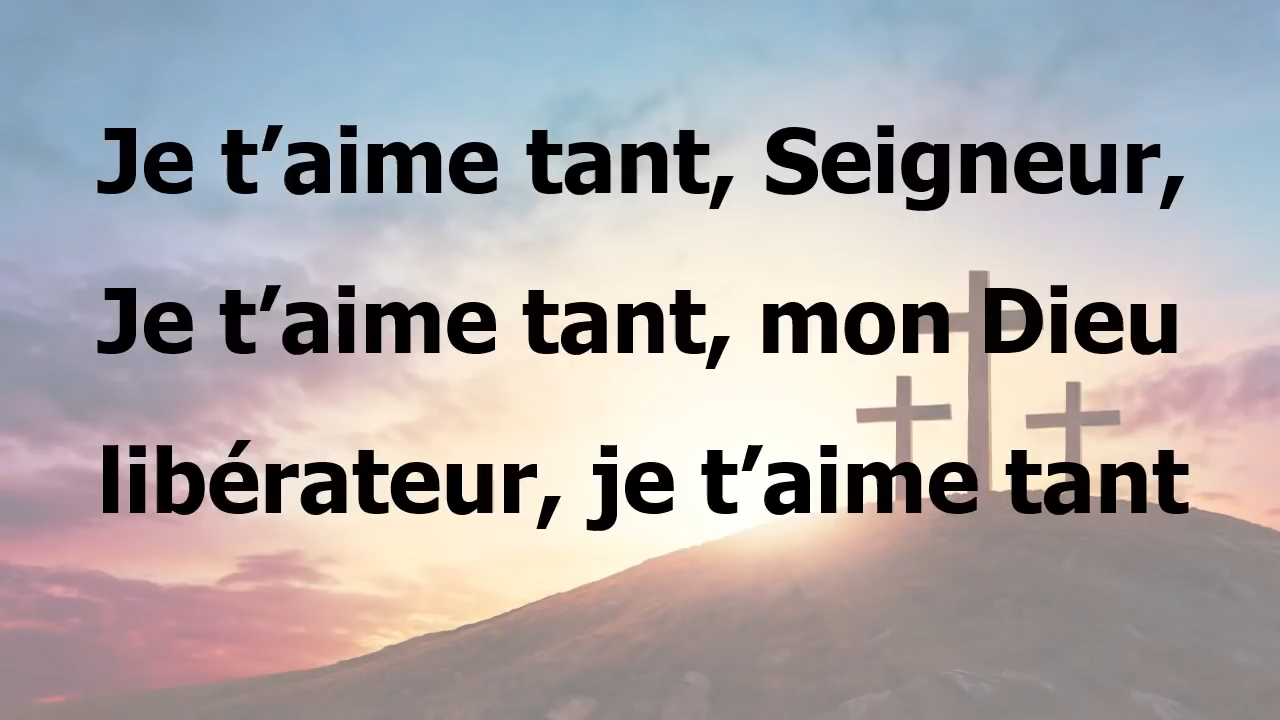 Je t’aime tant, Seigneur,
Je t’aime tant, mon Dieu
libérateur, je t’aime tant